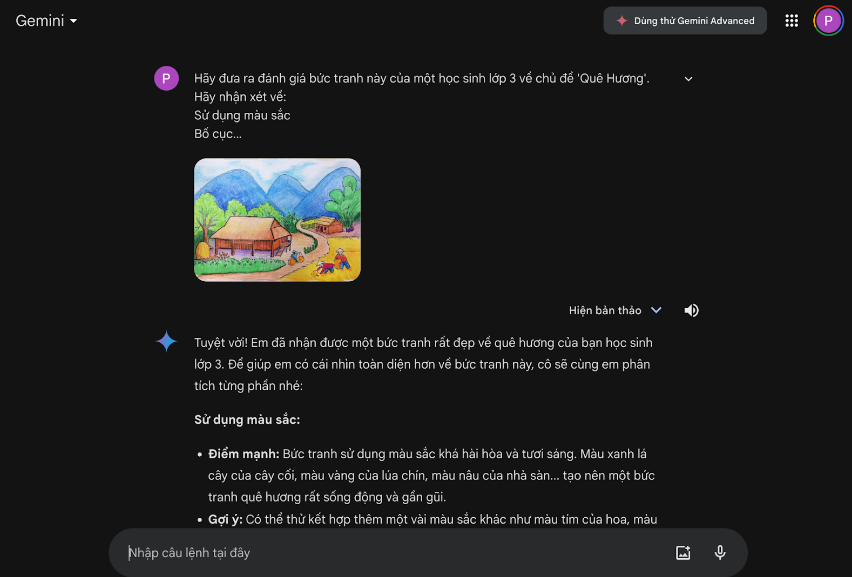 Gemini
Dùng thử Gemini Advanced
P
P
Hãy đưa ra đánh giá bức tranh này của một học sinh lớp 3 về chủ đề 'Quê Hương'.
Hãy nhận xét về:
Sử dụng màu sắc
Bố cục...
Hiện bản thảo
Tuyệt vời! Em đã nhận được một bức tranh rất đẹp về quê hương của bạn học sinh
lớp 3. Để giúp em có cái nhìn toàn diện hơn về bức tranh này, cô sẽ cùng em phân
tích từng phần nhé:
Sử dụng màu sắc:
• Điểm mạnh: Bức tranh sử dụng màu sắc khá hài hòa và tươi sáng. Màu xanh lá
cây của cây cối, màu vàng của lúa chín, màu nâu của nhà sàn... tạo nên một bức
tranh quê hương rất sống động và gần gũi.
• Gợi ý: Có thể thử kết hợp thêm một vài màu sắc khác như màu tím của hoa, màu
Nhập câu lệnh tại đây